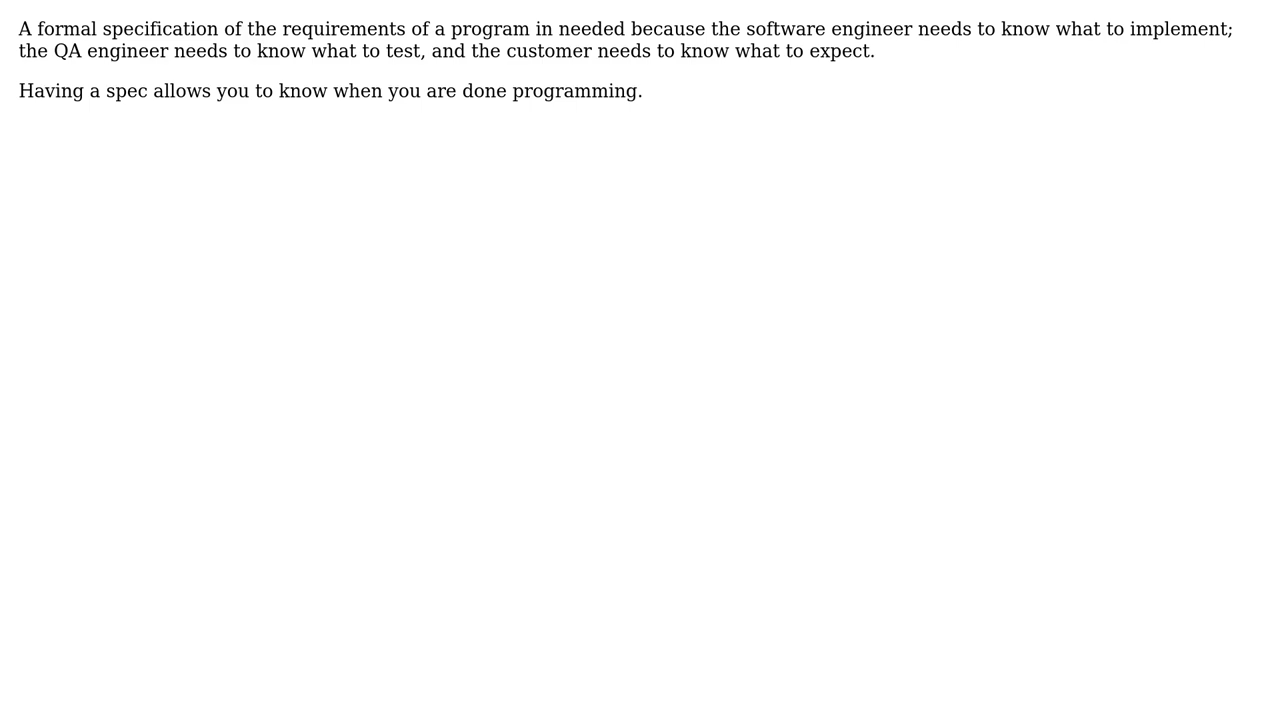 A formal specification of the requirements of a program in needed because the software engineer needs to know what to implement;
the QA engineer needs to know what to test, and the customer needs to know what to expect.
Having a spec allows you to know when you are done programming.